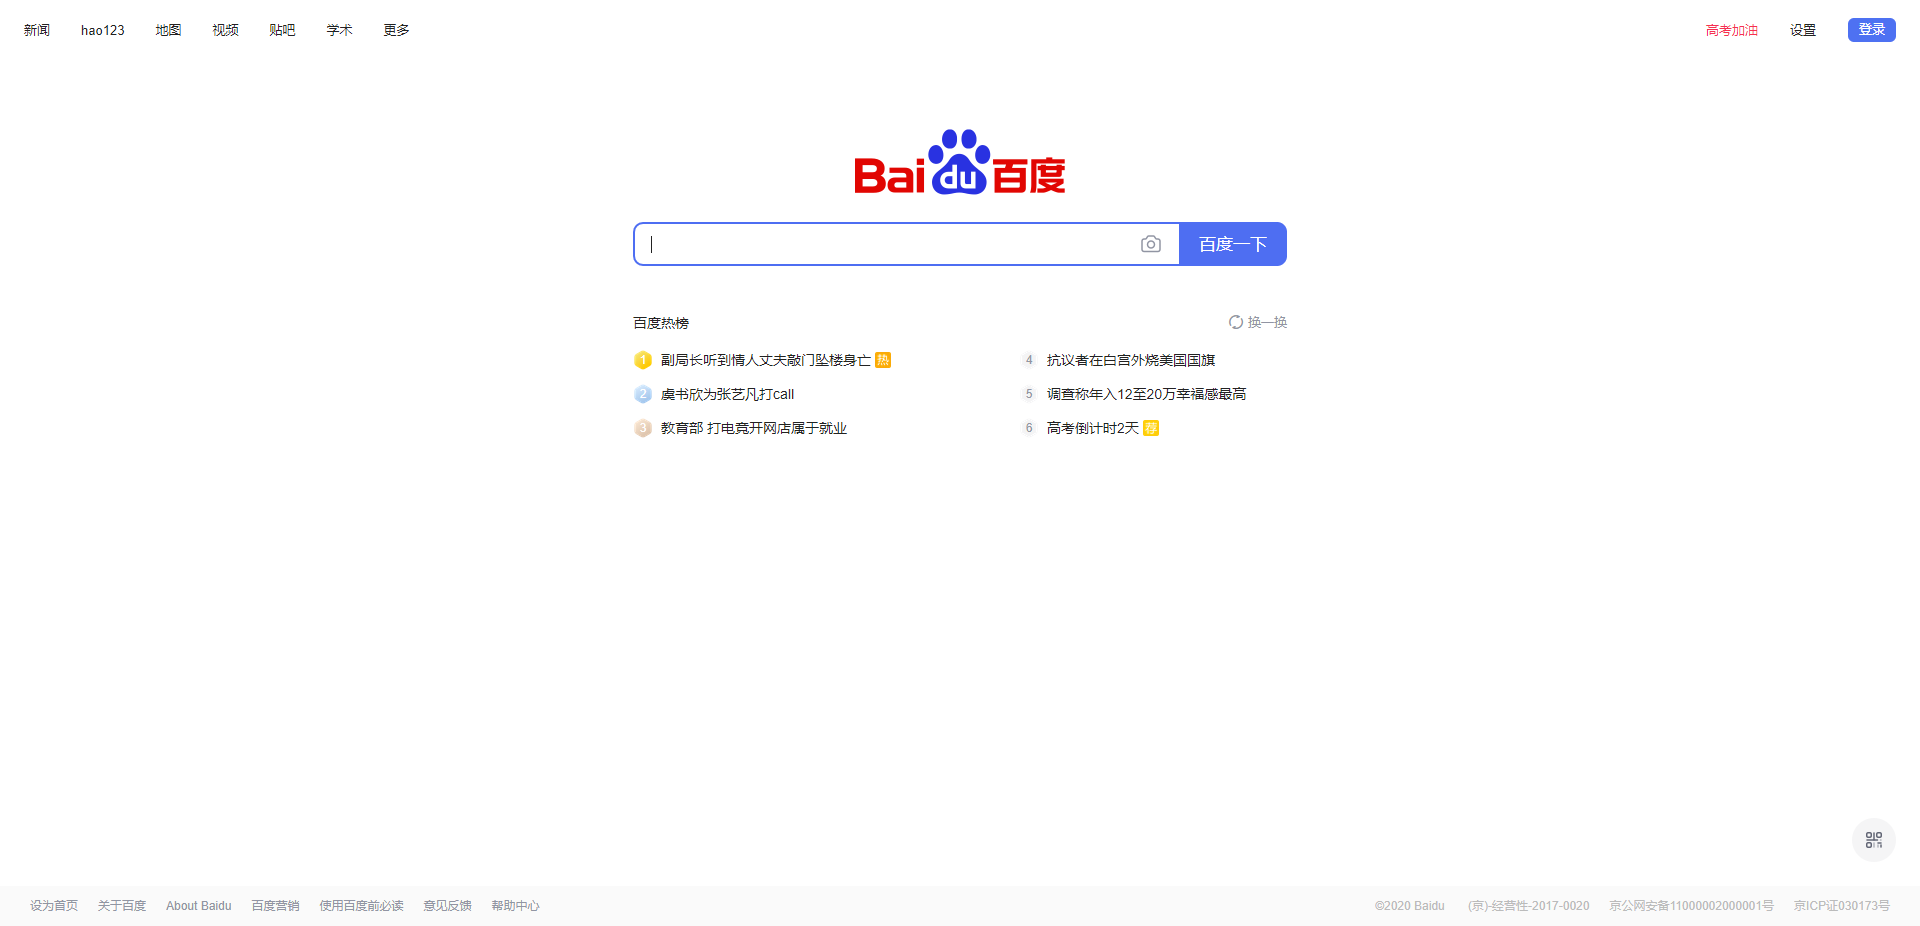 新闻 hao123 地图 视频 贴吧 学术 更多 高考加油 设置 登录
Bai du 百度
百度一下
百度热榜 换一换
1 副局长听到情人丈夫敲门坠楼身亡 热
4 抗议者在白宫外烧美国国旗
2 虞书欣为张艺凡打call
5 调查称年入12至20万幸福感最高
3 教育部 打电竞开网店属于就业
6 高考倒计时2天 荐
设为首页 关于百度 About Baidu 百度营销 使用百度前必读 意见反馈 帮助中心 ©2020 Baidu (京)-经营性-2017-0020 京公网安备11000002000001号 京ICP证030173号